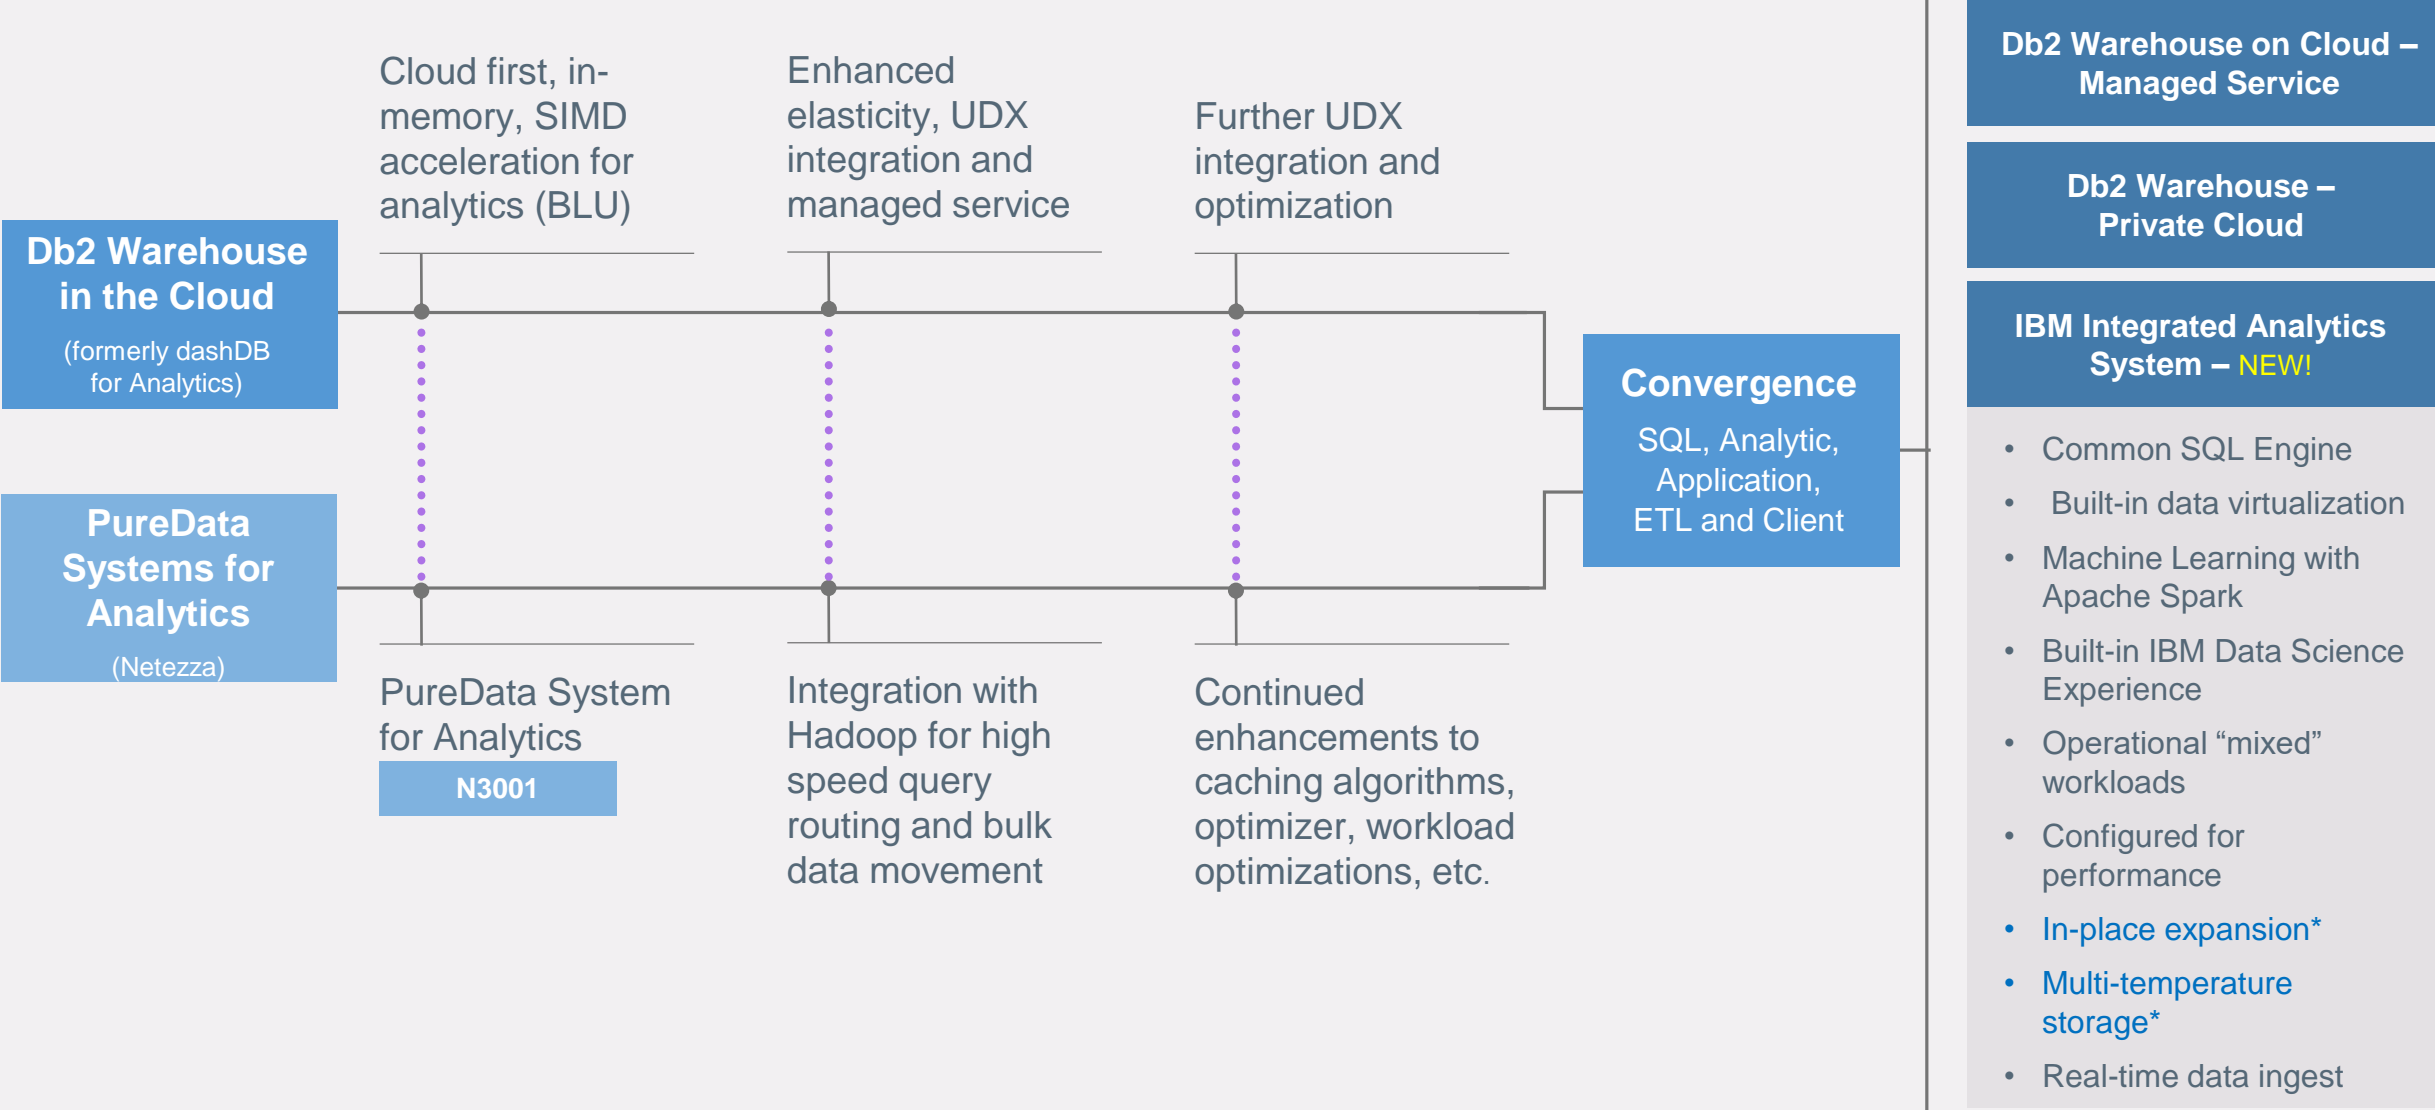 Cloud first, in-
memory, SIMD
acceleration for
analytics (BLU)
Enhanced
elasticity, UDX
integration and
managed service
Further UDX
integration and
optimization
Db2 Warehouse
in the Cloud
(formerly dashDB
for Analytics)
PureData
Systems for
Analytics
(Netezza)
PureData System
for Analytics
N3001
Integration with
Hadoop for high
speed query
routing and bulk
data movement
Continued
enhancements to
caching algorithms,
optimizer, workload
optimizations, etc.
Convergence
SQL, Analytic,
Application,
ETL and Client
Db2 Warehouse on Cloud –
Managed Service
Db2 Warehouse –
Private Cloud
IBM Integrated Analytics
System – NEW!
• Common SQL Engine
• Built-in data virtualization
• Machine Learning with
Apache Spark
• Built-in IBM Data Science
Experience
• Operational “mixed”
workloads
• Configured for
performance
• In-place expansion*
• Multi-temperature
storage*
• Real-time data ingest